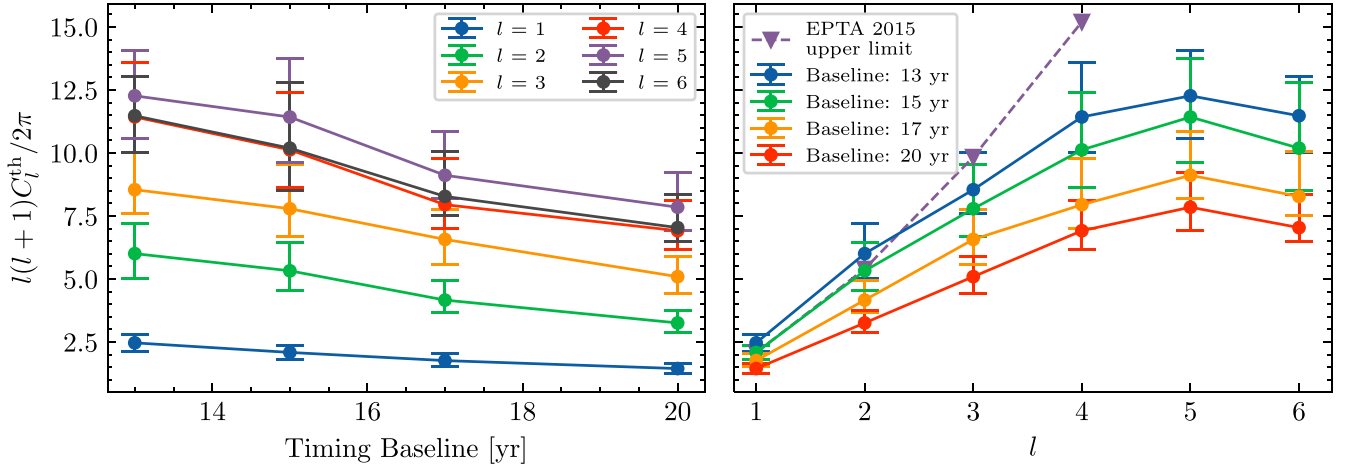 l(l + 1)C_l^th/2π
15.0
12.5
10.0
7.5
5.0
2.5
14
16
18
20
Timing Baseline [yr]
l = 1
l = 2
l = 3
l = 4
l = 5
l = 6
EPTA 2015
upper limit
Baseline: 13 yr
Baseline: 15 yr
Baseline: 17 yr
Baseline: 20 yr
1
2
3
4
5
6
l